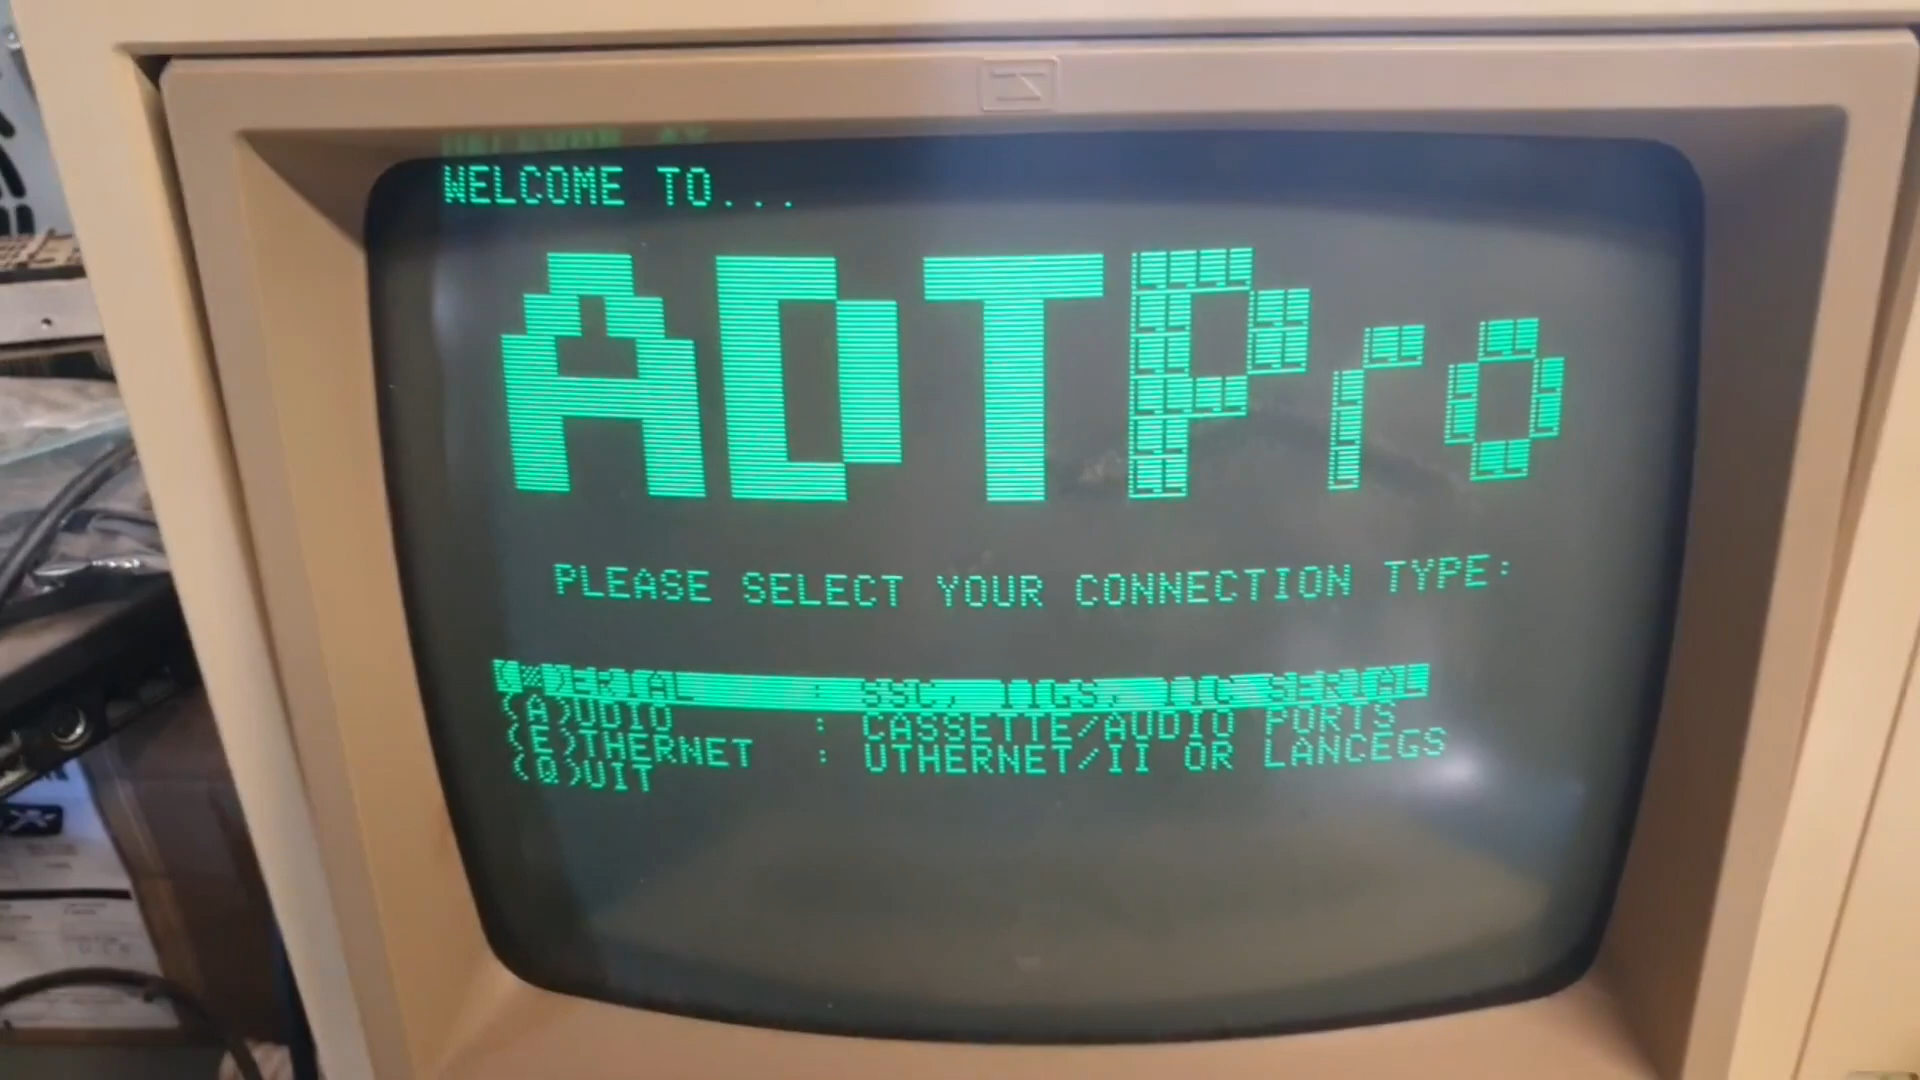 WELCOME TO...
ADTPro
PLEASE SELECT YOUR CONNECTION TYPE:
ERIAL : SSC, IIGS, IIC SERIAL
(A)UDIO : CASSETTE/AUDIO PORTS
(E)THERNET : UTHERNET/II OR LANCEGS
(Q)UIT